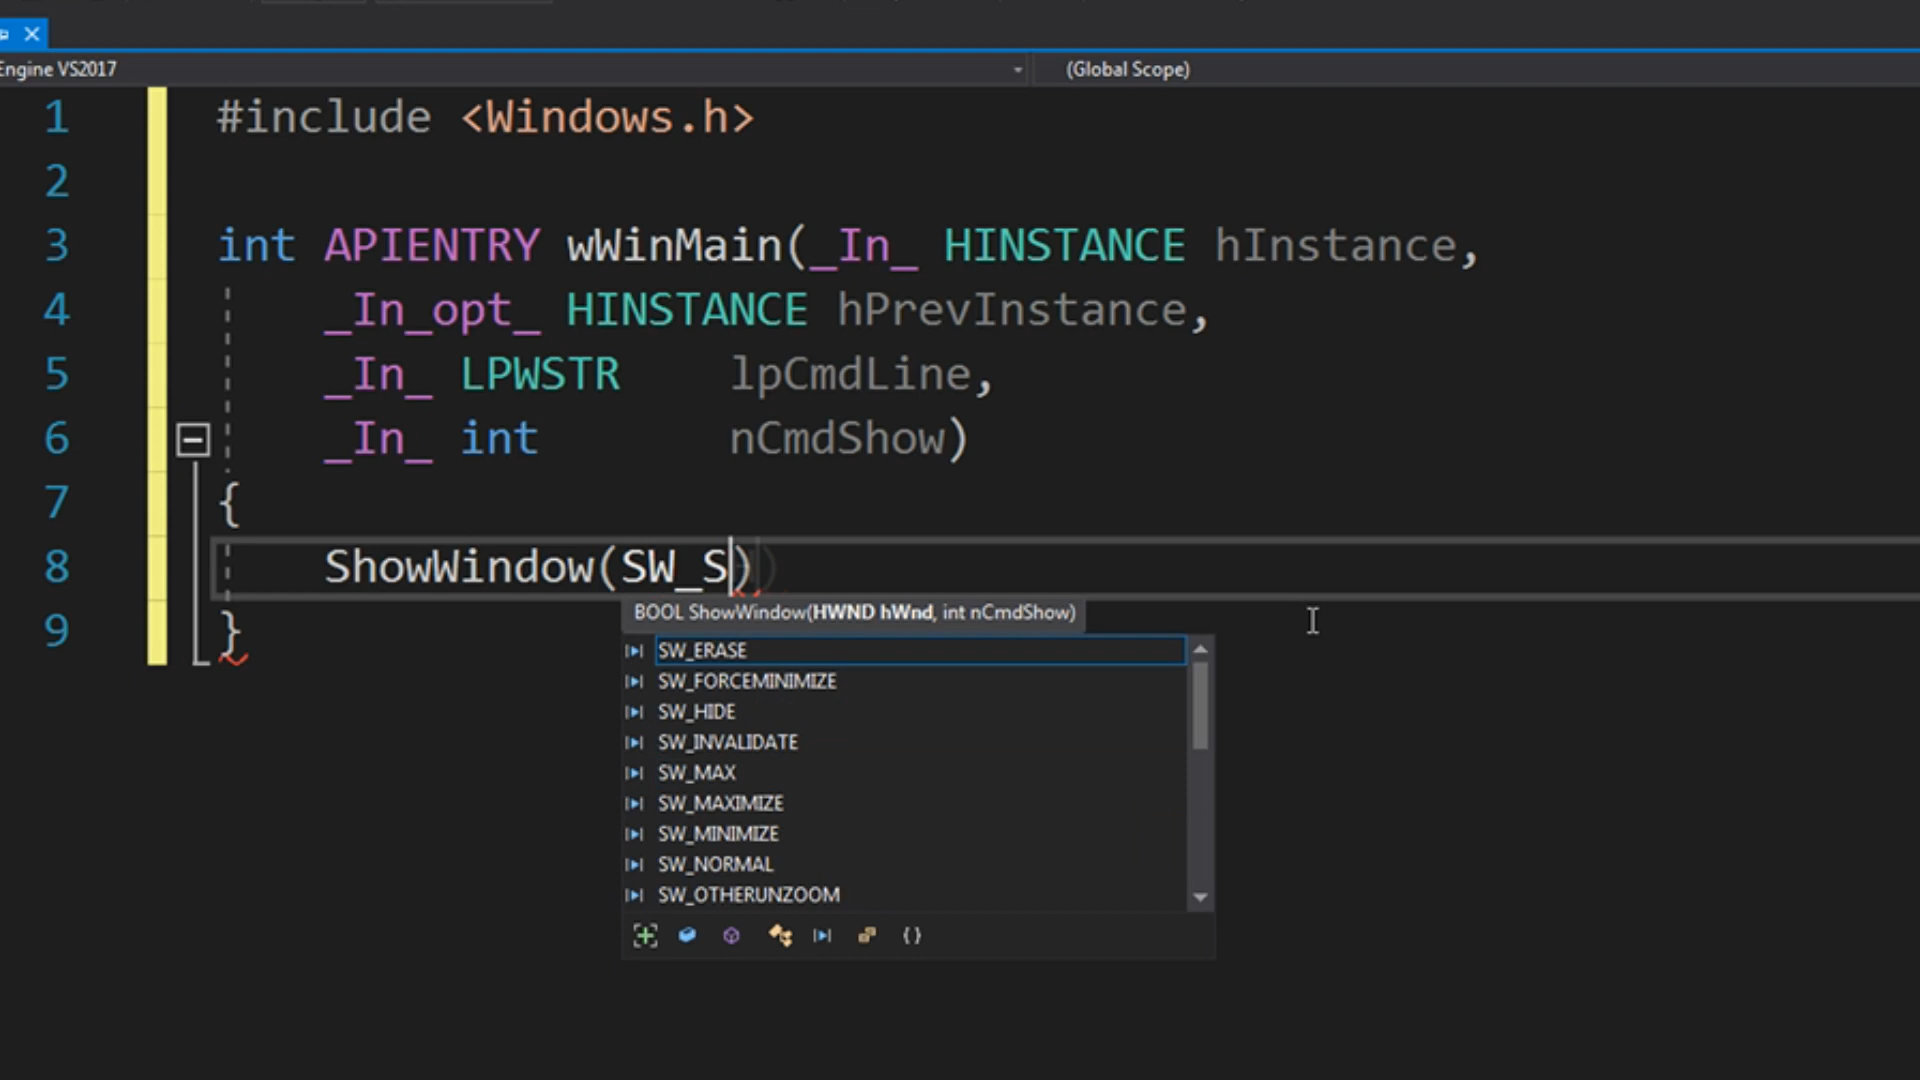 Engine VS2017
(Global Scope)
1 #include <Windows.h>
2
3 int APIENTRY wWinMain(_In_ HINSTANCE hInstance,
4 _In_opt_ HINSTANCE hPrevInstance,
5 _In_ LPWSTR lpCmdLine,
6 _In_ int nCmdShow)
7 {
8 ShowWindow(SW_S)
9 }
BOOL ShowWindow(HWND hWnd, int nCmdShow)
SW_ERASE
SW_FORCEMINIMIZE
SW_HIDE
SW_INVALIDATE
SW_MAX
SW_MAXIMIZE
SW_MINIMIZE
SW_NORMAL
SW_OTHERUNZOOM